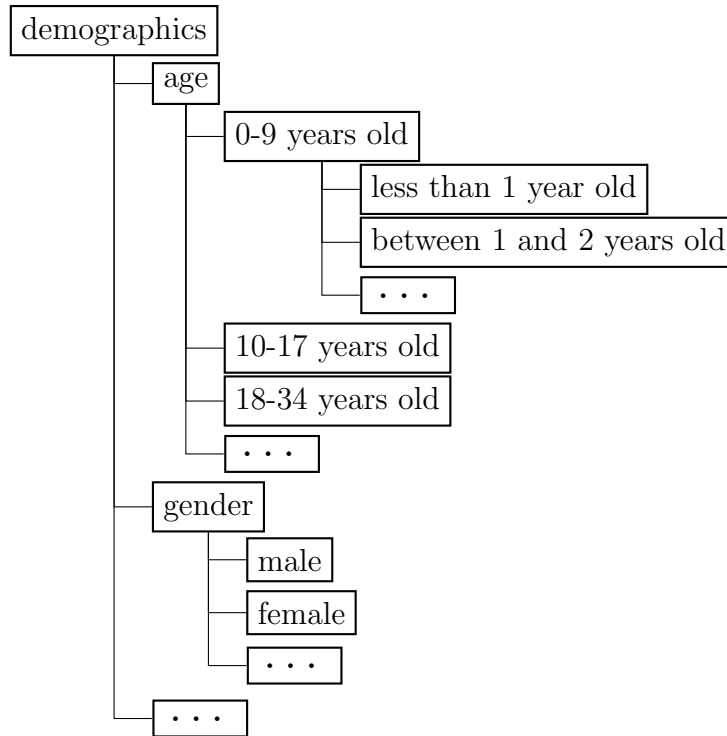 demographics
age
0-9 years old
less than 1 year old
between 1 and 2 years old
...
10-17 years old
18-34 years old
...
gender
male
female
...
...